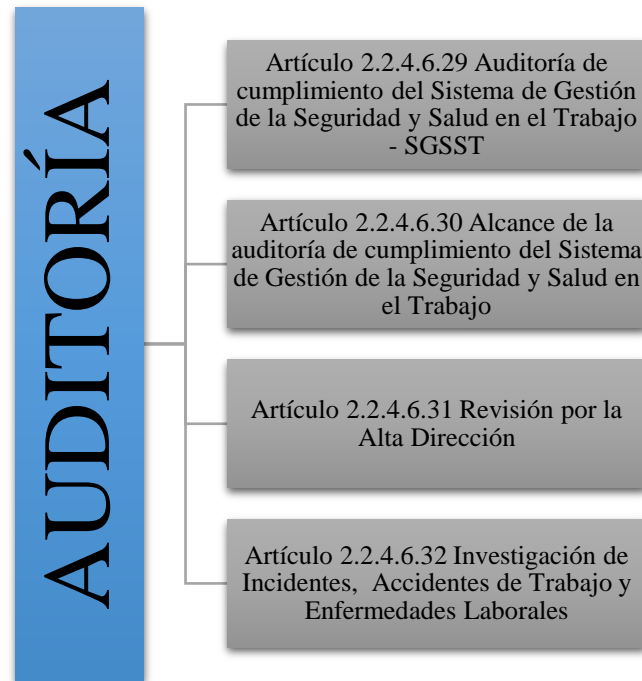 AUDITORÍA
Artículo 2.2.4.6.29 Auditoría de
cumplimiento del Sistema de Gestión
de la Seguridad y Salud en el Trabajo
- SGSST
Artículo 2.2.4.6.30 Alcance de la
auditoría de cumplimiento del Sistema
de Gestión de la Seguridad y Salud en
el Trabajo
Artículo 2.2.4.6.31 Revisión por la
Alta Dirección
Artículo 2.2.4.6.32 Investigación de
Incidentes, Accidentes de Trabajo y
Enfermedades Laborales